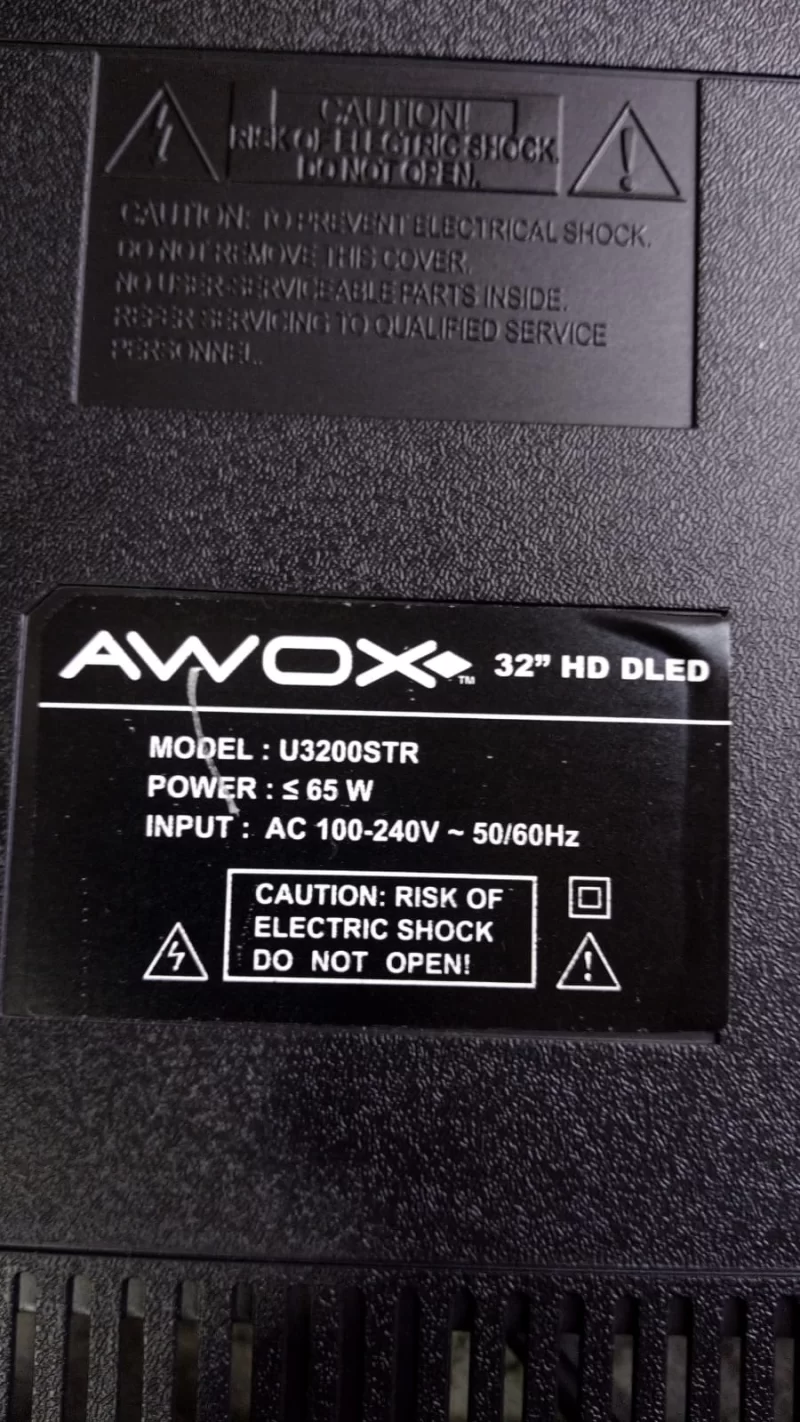 CAUTION!
RISK OF ELECTRIC SHOCK.
DO NOT OPEN.
CAUTION: TO PREVENT ELECTRICAL SHOCK.
DO NOT REMOVE THIS COVER.
NO USER-SERVICEABLE PARTS INSIDE.
REFER SERVICING TO QUALIFIED SERVICE
PERSONNEL.
AWOX™ 32” HD DLED
MODEL : U3200STR
POWER : ≤ 65 W
INPUT : AC 100-240V ~ 50/60Hz
CAUTION: RISK OF
ELECTRIC SHOCK
DO NOT OPEN!